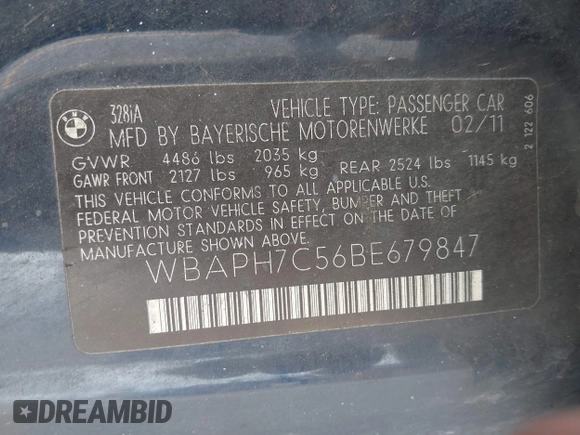 BMW
328iA
VEHICLE TYPE: PASSENGER CAR
MFD BY BAYERISCHE MOTORENWERKE 02/11
GVWR 4486 lbs 2035 kg
GAWR FRONT 2127 lbs 965 kg REAR 2524 lbs 1145 kg
THIS VEHICLE CONFORMS TO ALL APPLICABLE U.S.
FEDERAL MOTOR VEHICLE SAFETY, BUMPER AND THEFT
PREVENTION STANDARDS IN EFFECT ON THE DATE OF
MANUFACTURE SHOWN ABOVE.
WBAPH7C56BE679847
2 122 606
DREAMBID